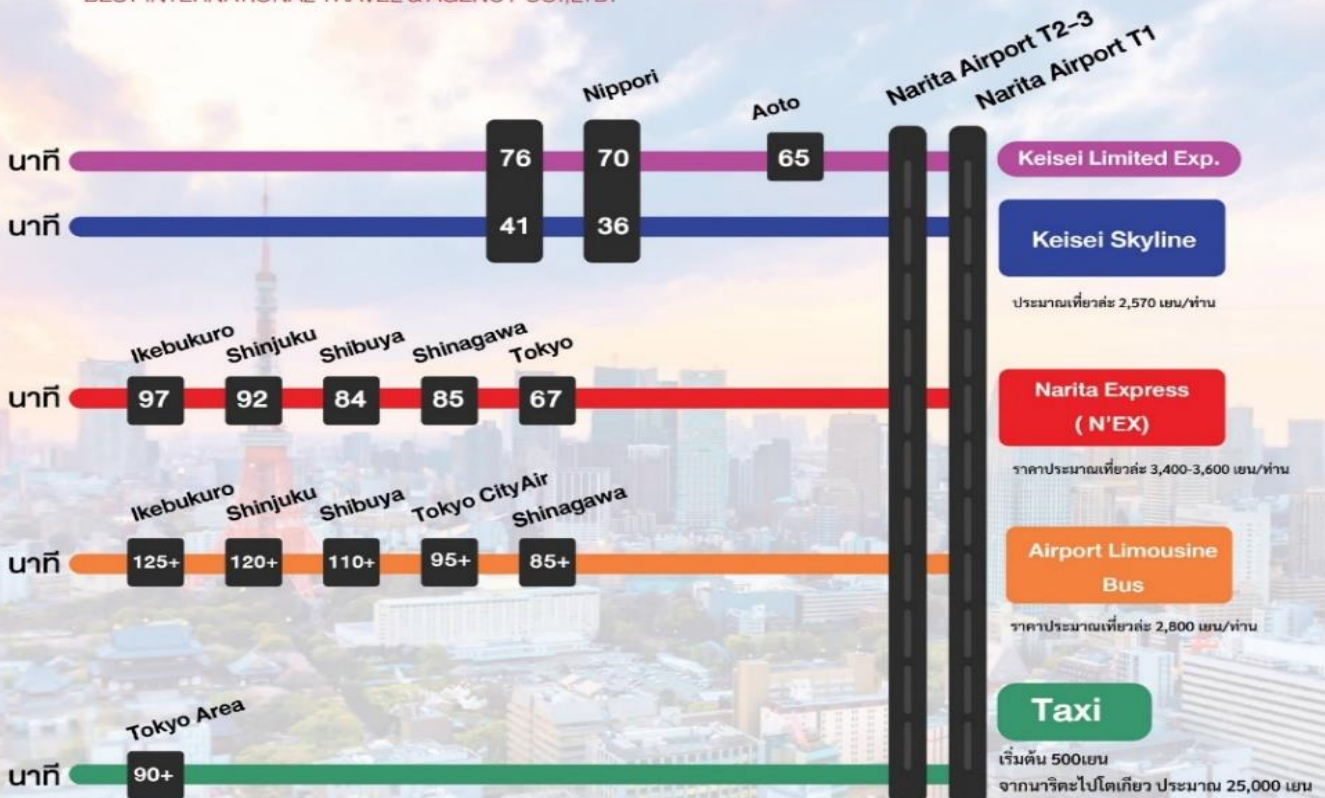 BEST INTERNATIONAL TRAVEL & AGENCY CO.,LTD.
Narita Airport T2-3
Narita Airport T1
Nippori
Aoto
นาที 76 70 65 Keisei Limited Exp.
นาที 41 36 Keisei Skyline
ประมาณเที่ยวล่ะ 2,570 เยน/ท่าน
Ikebukuro Shinjuku Shibuya Shinagawa Tokyo
นาที 97 92 84 85 67 Narita Express
( N'EX)
ราคาประมาณเที่ยวล่ะ 3,400-3,600 เยน/ท่าน
Ikebukuro Shinjuku Shibuya Tokyo CityAir Shinagawa
นาที 125+ 120+ 110+ 95+ 85+ Airport Limousine
Bus
ราคาประมาณเที่ยวล่ะ 2,800 เยน/ท่าน
Tokyo Area
Taxi
นาที 90+
เริ่มต้น 500เยน
จากนาริตะไปโตเกียว ประมาณ 25,000 เยน